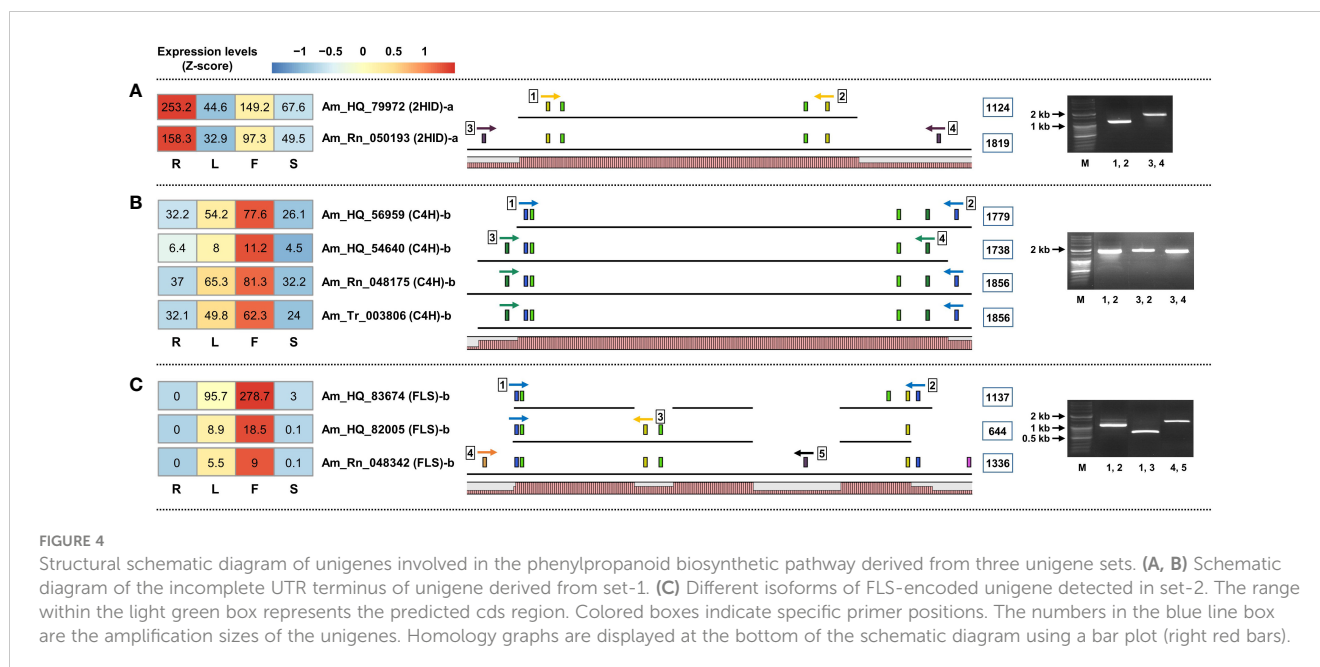 Expression levels
(Z-score)
−1 −0.5 0 0.5 1
A
253.2 44.6 149.2 67.6 Am_HQ_79972 (2HID)-a 1 2 1124
158.3 32.9 97.3 49.5 Am_Rn_050193 (2HID)-a 3 4 1819
R L F S
2 kb
1 kb
M 1, 2 3, 4
B
32.2 54.2 77.6 26.1 Am_HQ_56959 (C4H)-b 1 2 1779
6.4 8 11.2 4.5 Am_HQ_54640 (C4H)-b 3 4 1738
37 65.3 81.3 32.2 Am_Rn_048175 (C4H)-b 1856
32.1 49.8 62.3 24 Am_Tr_003806 (C4H)-b 1856
R L F S
2 kb
M 1, 2 3, 2 3, 4
C
0 95.7 278.7 3 Am_HQ_83674 (FLS)-b 1 2 1137
0 8.9 18.5 0.1 Am_HQ_82005 (FLS)-b 3 644
0 5.5 9 0.1 Am_Rn_048342 (FLS)-b 4 5 1336
R L F S
2 kb
1 kb
0.5 kb
M 1, 2 1, 3 4, 5
FIGURE 4
Structural schematic diagram of unigenes involved in the phenylpropanoid biosynthetic pathway derived from three unigene sets. (A, B) Schematic
diagram of the incomplete UTR terminus of unigene derived from set-1. (C) Different isoforms of FLS-encoded unigene detected in set-2. The range
within the light green box represents the predicted cds region. Colored boxes indicate specific primer positions. The numbers in the blue line box
are the amplification sizes of the unigenes. Homology graphs are displayed at the bottom of the schematic diagram using a bar plot (right red bars).